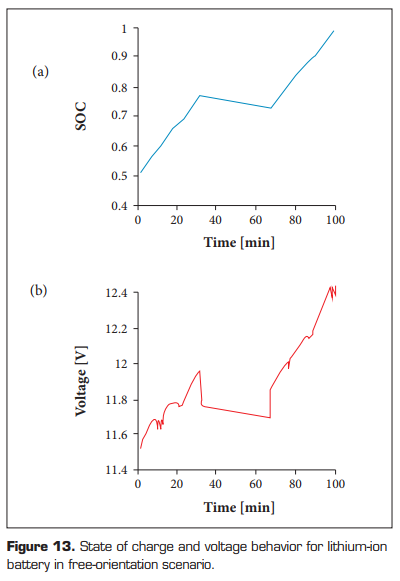 (a)
SOC
1
0.9
0.8
0.7
0.6
0.5
0.4
0 20 40 60 80 100
Time [min]
(b)
Voltage [V]
12.4
12.2
12
11.8
11.6
11.4
0 20 40 60 80 100
Time [min]
Figure 13. State of charge and voltage behavior for lithium-ion
battery in free-orientation scenario.